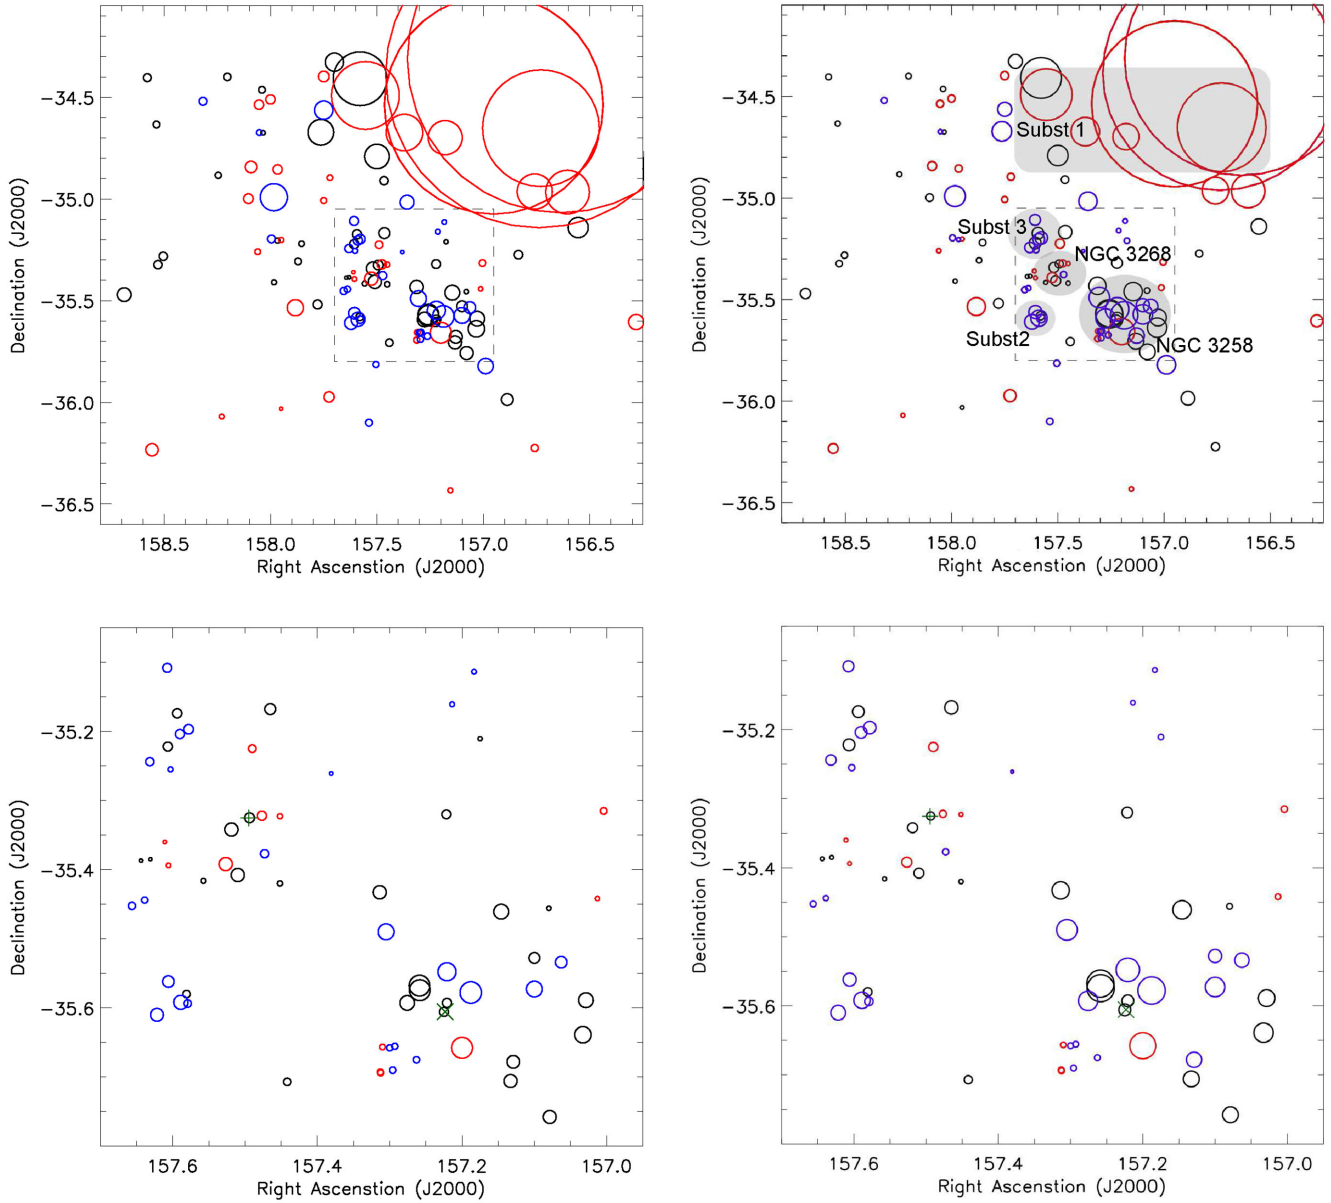 −34.5
−35.0
−35.5
−36.0
−36.5
Declination (J2000)
158.5
158.0
157.5
157.0
156.5
Right Ascenstion (J2000)
−34.5
−35.0
−35.5
−36.0
−36.5
Declination (J2000)
Subst 1
Subst 3
NGC 3268
Subst2
NGC 3258
158.5
158.0
157.5
157.0
156.5
Right Ascenstion (J2000)
−35.2
−35.4
−35.6
Declination (J2000)
157.6
157.4
157.2
157.0
Right Ascenstion (J2000)
−35.2
−35.4
−35.6
Declination (J2000)
157.6
157.4
157.2
157.0
Right Ascenstion (J2000)